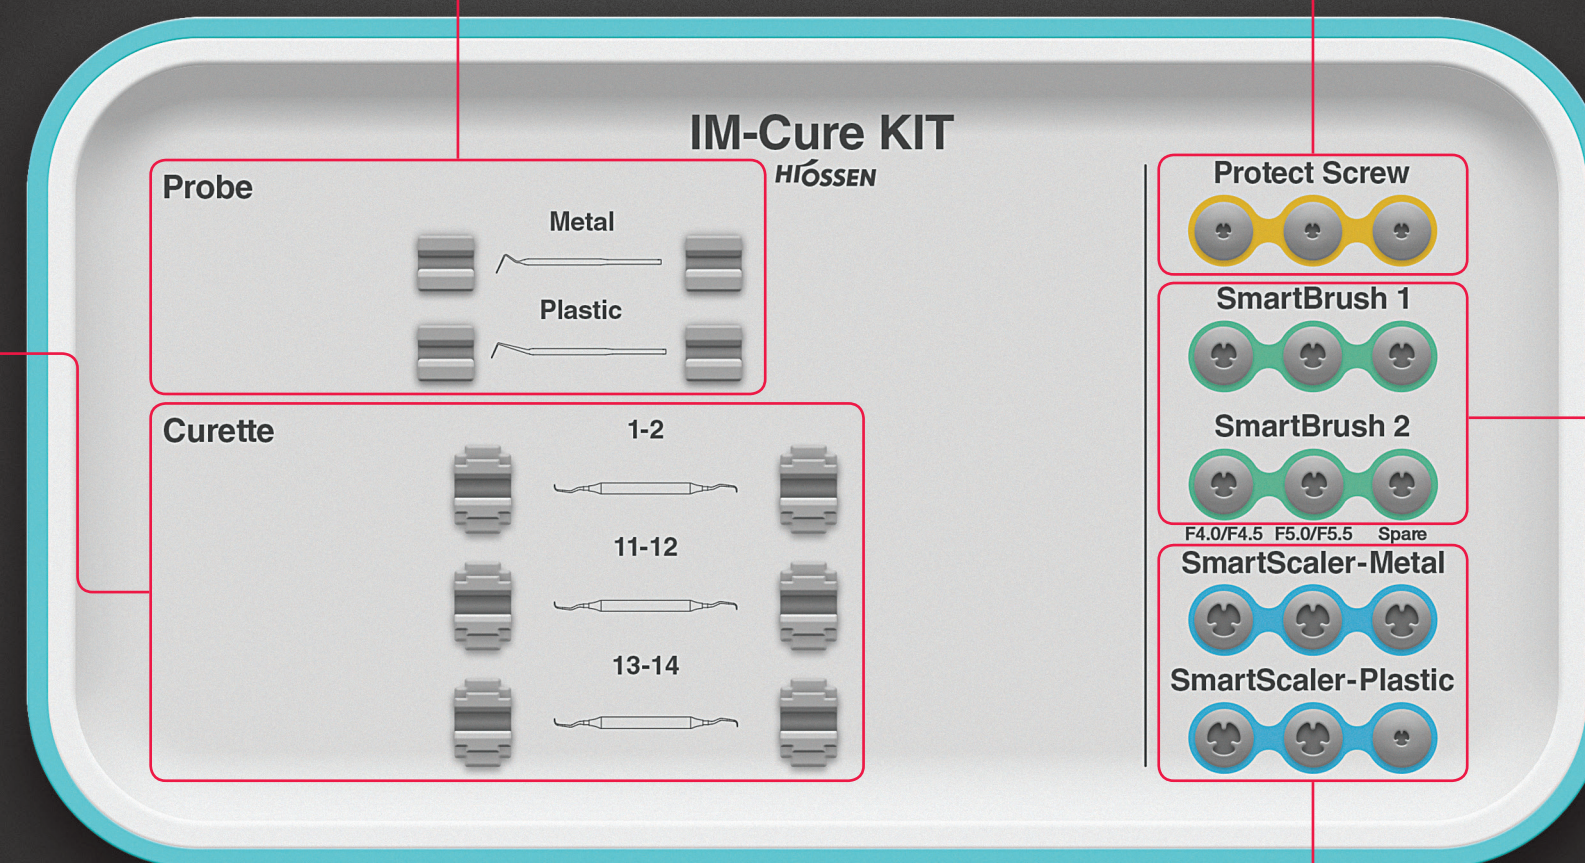 IM-Cure KIT
HIOSSEN
Probe
Metal
Plastic
Curette
1-2
11-12
13-14
Protect Screw
SmartBrush 1
SmartBrush 2
F4.0/F4.5 F5.0/F5.5 Spare
SmartScaler-Metal
SmartScaler-Plastic